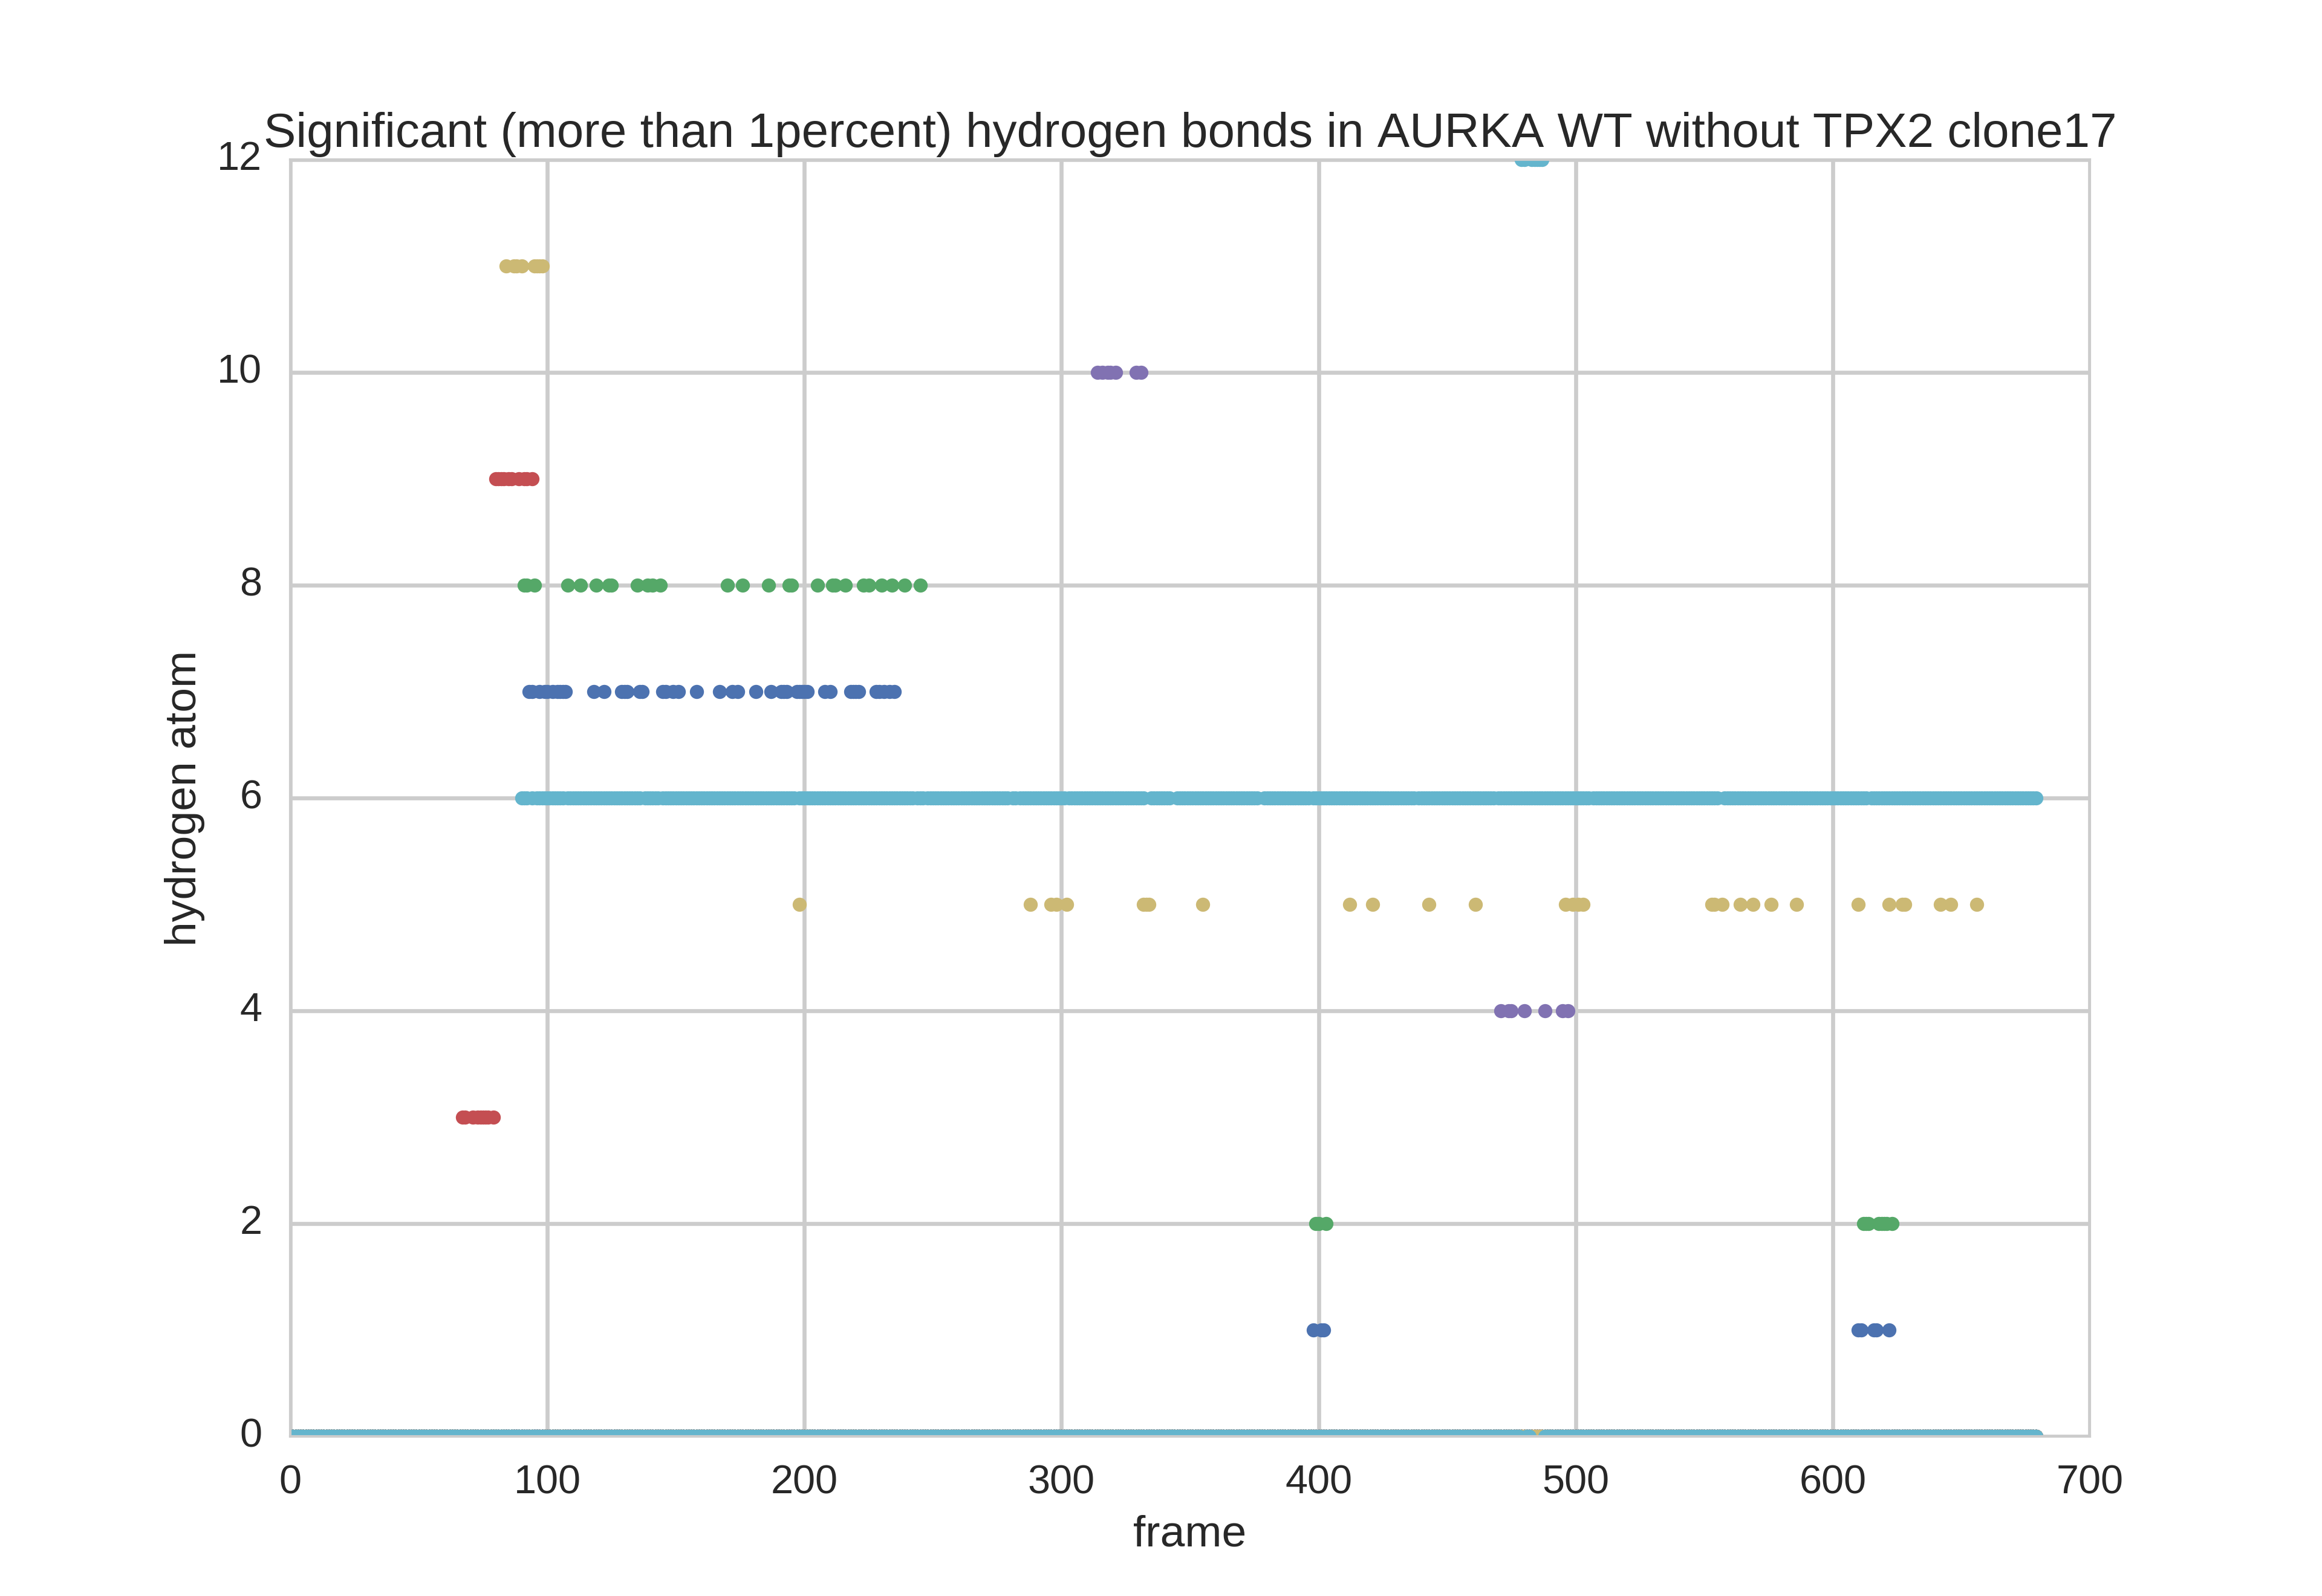 Significant (more than 1percent) hydrogen bonds in AURKA WT without TPX2 clone17
12
10
8
6
4
2
0
hydrogen atom
0 100 200 300 400 500 600 700
frame